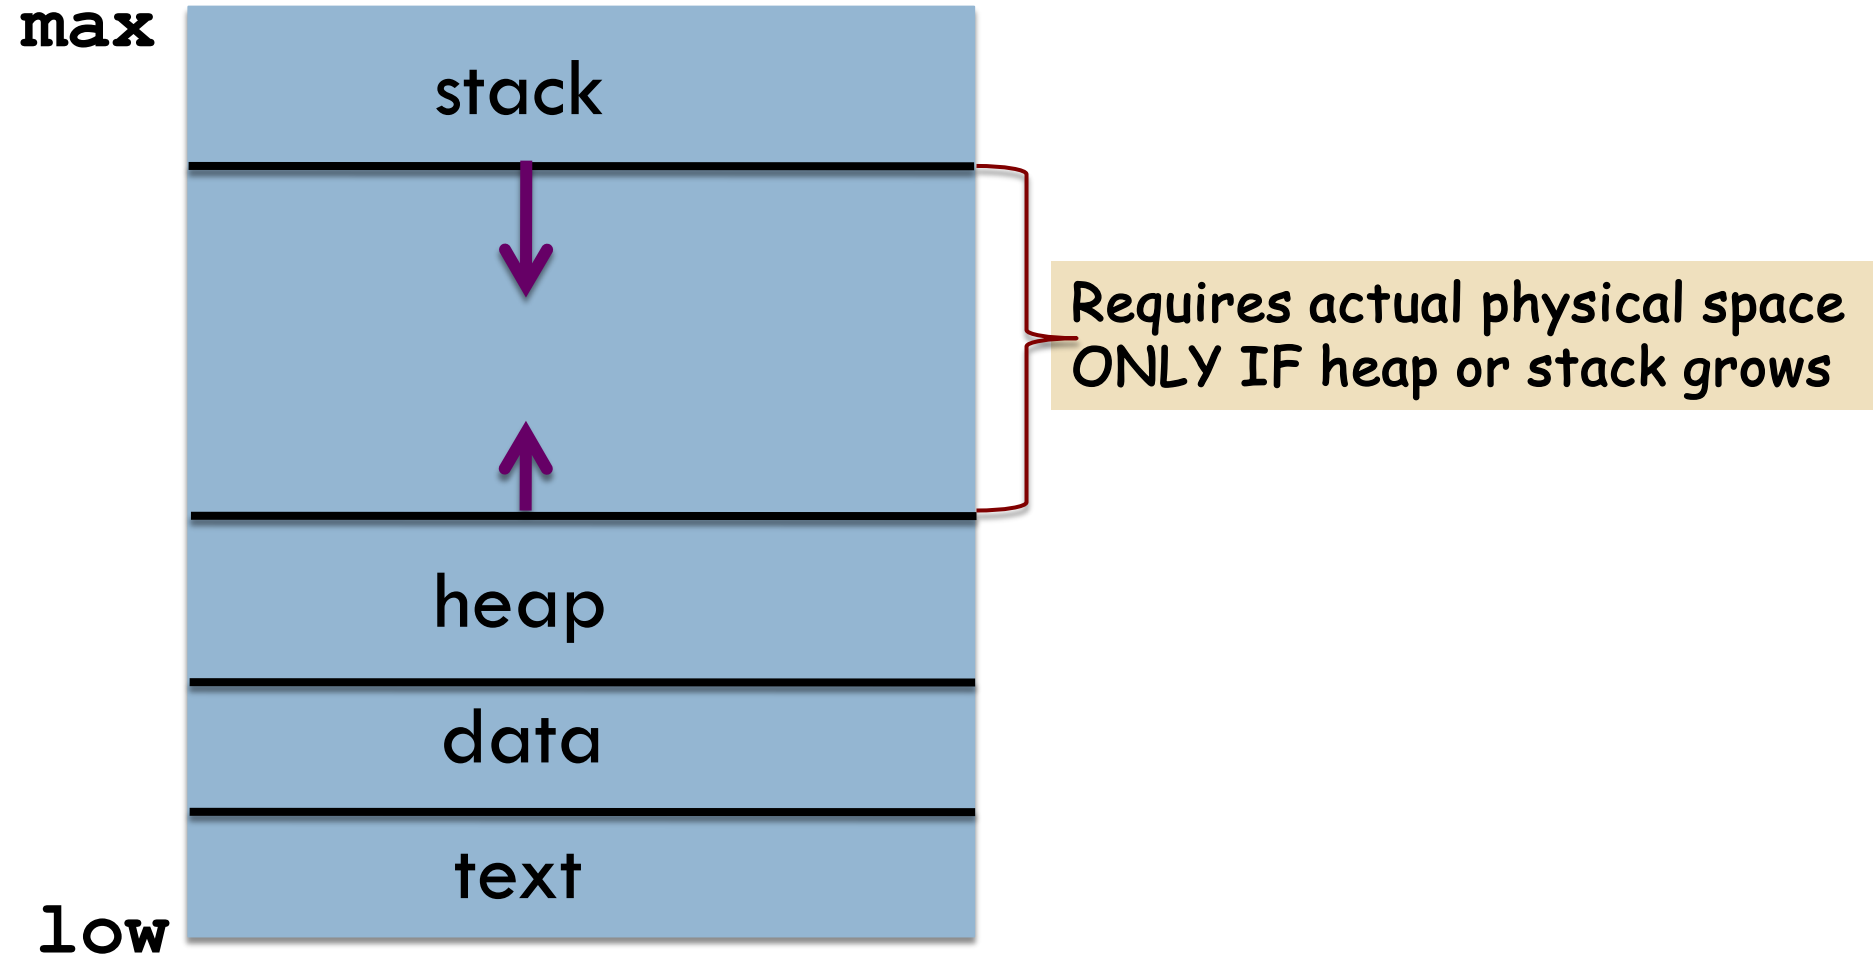 max
stack
Requires actual physical space
ONLY IF heap or stack grows
heap
data
text
low